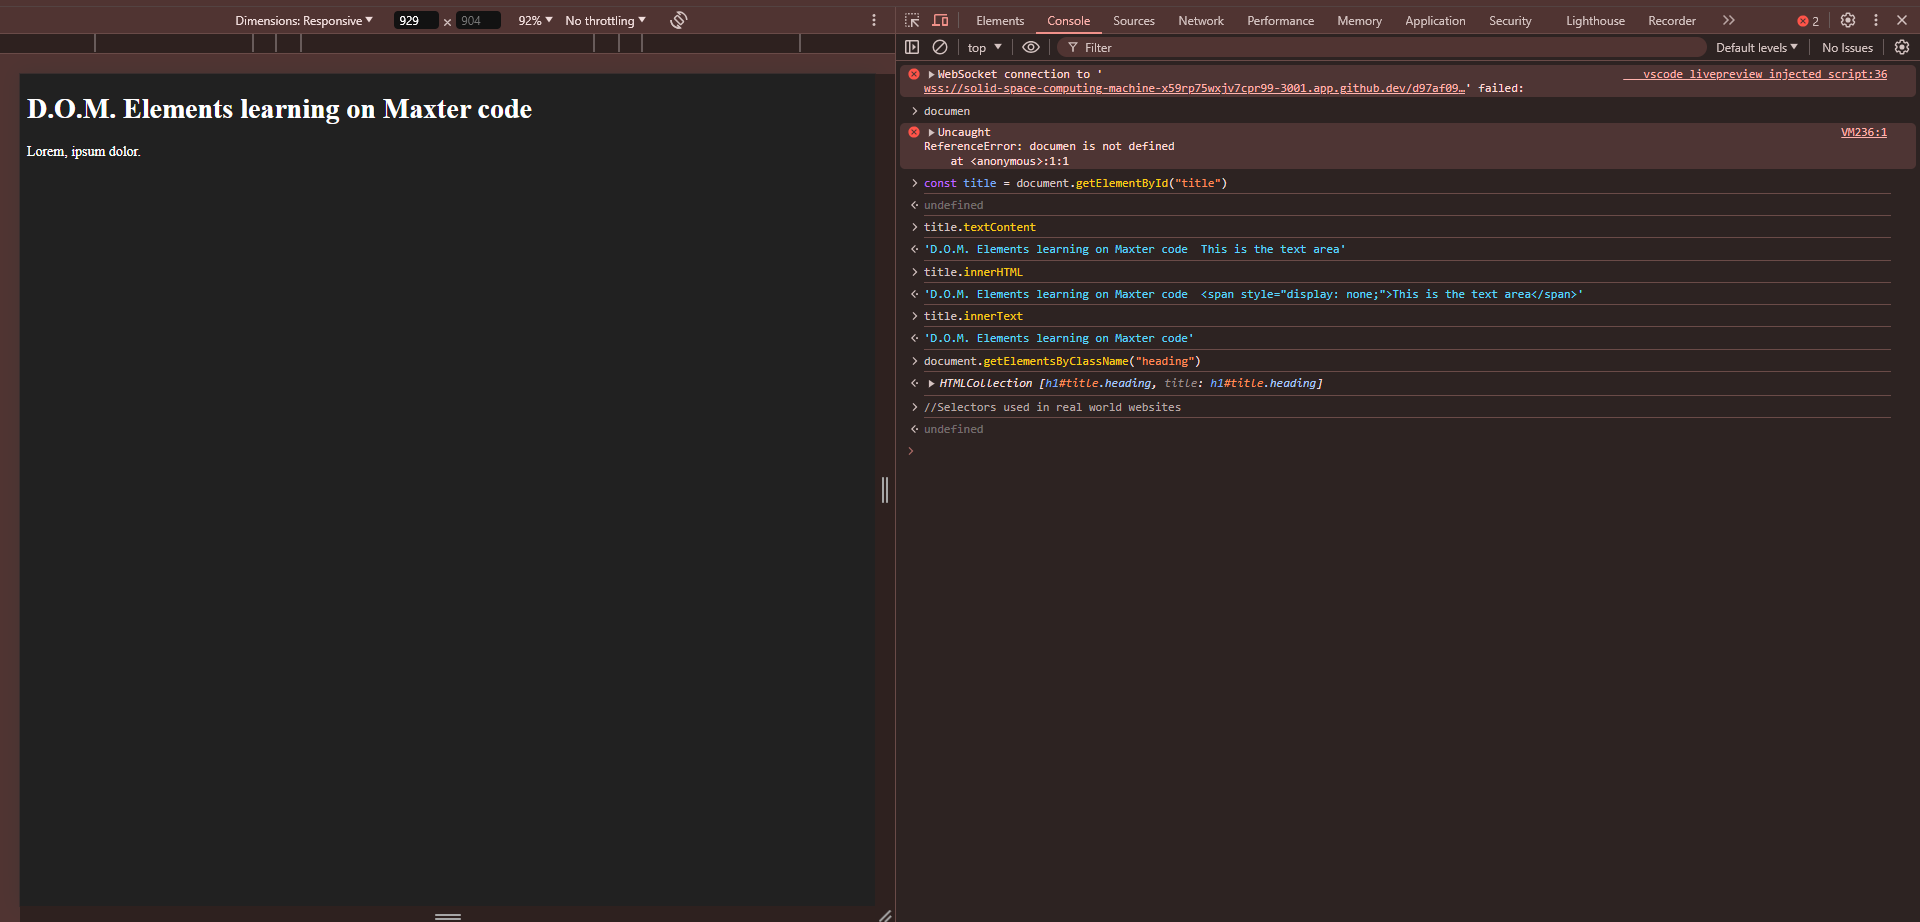 Dimensions: Responsive 929 × 904 92% No throttling
D.O.M. Elements learning on Maxter code
Lorem, ipsum dolor.
Elements Console Sources Network Performance Memory Application Security Lighthouse Recorder 2
top Filter Default levels No Issues
WebSocket connection to ' ___vscode_livepreview_injected_script:36
wss://solid-space-computing-machine-x59rp75wxjv7cpr99-3001.app.github.dev/d97af09…' failed:
documen
Uncaught VM236:1
ReferenceError: documen is not defined
at <anonymous>:1:1
const title = document.getElementById("title")
undefined
title.textContent
'D.O.M. Elements learning on Maxter code  This is the text area'
title.innerHTML
'D.O.M. Elements learning on Maxter code  <span style="display: none;">This is the text area</span>'
title.innerText
'D.O.M. Elements learning on Maxter code'
document.getElementsByClassName("heading")
HTMLCollection [h1#title.heading, title: h1#title.heading]
//Selectors used in real world websites
undefined